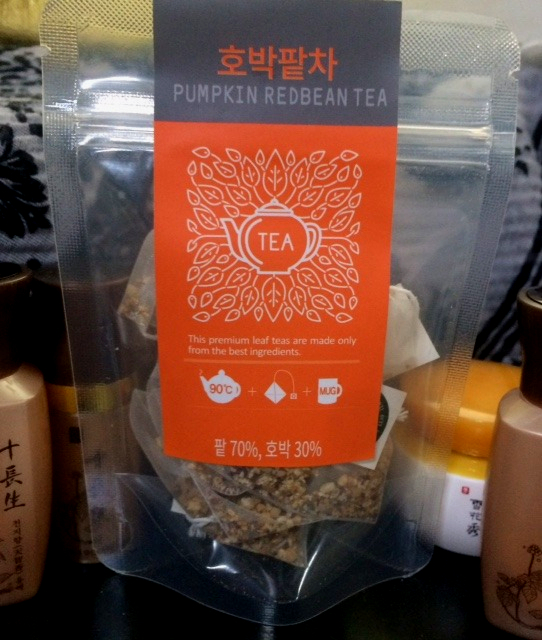 호박팥차
PUMPKIN REDBEAN TEA
TEA
This premium leaf teas are made only
from the best ingredients.
90℃ + + MUG
팥 70%, 호박 30%
十長生